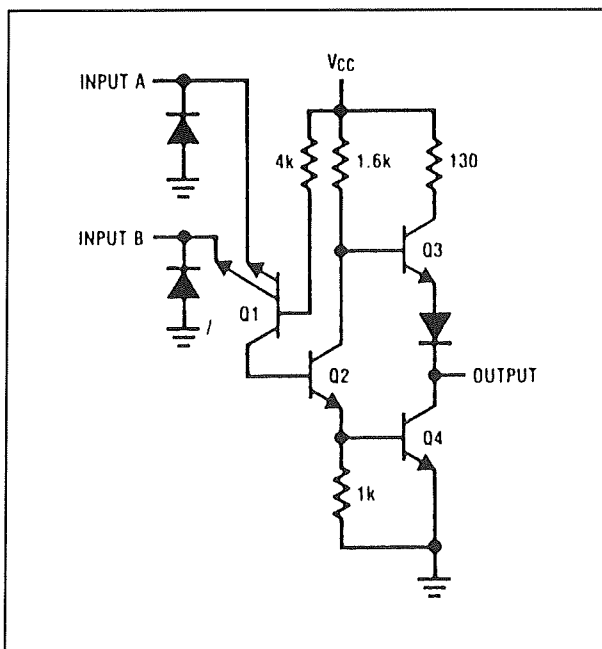 INPUT A
VCC
4k
1.6k
130
INPUT B
Q1
Q3
Q2
OUTPUT
Q4
1k